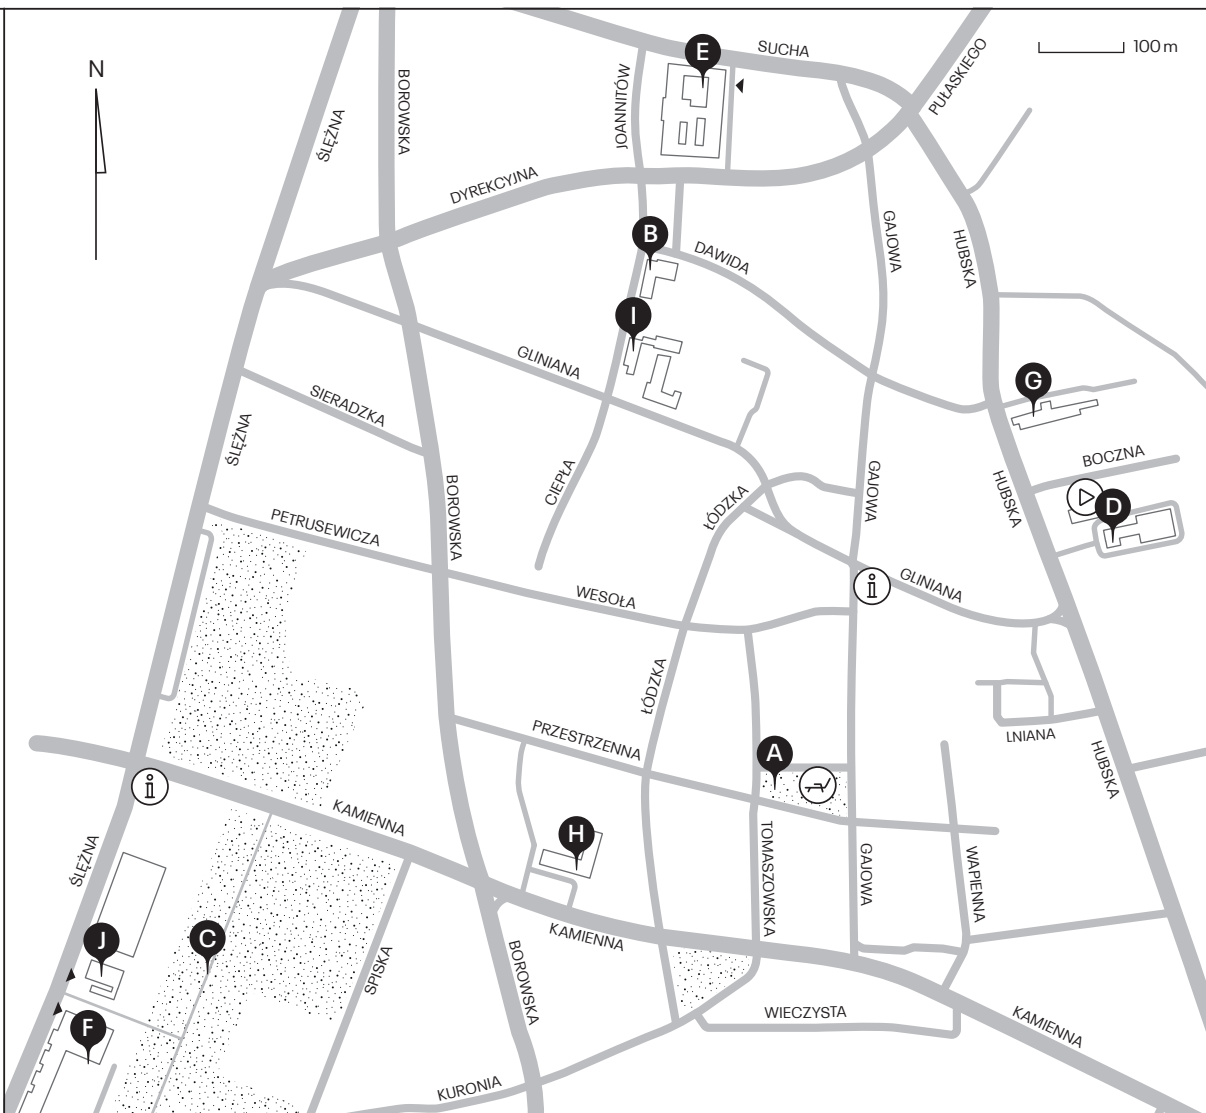 SUCHA
100 m
N
E
PUŁASKIEGO
JOANNITÓW
BOROWSKA
ŚLĘŻNA
DYREKCYJNA
GAJOWA
HUBSKA
B
DAWIDA
I
GLINIANA
G
SIERADZKA
ŚLĘŻNA
BOCZNA
CIEPŁA
GAJOWA
HUBSKA
BOROWSKA
ŁÓDZKA
D
PETRUSEWICZA
i
GLINIANA
WESOŁA
ŁÓDZKA
PRZESTRZENNA
LNIANA
A
HUBSKA
i
KAMIENNA
H
TOMASZOWSKA
GAJOWA
WAPIENNA
ŚLĘŻNA
J
C
KAMIENNA
SPISKA
BOROWSKA
F
WIECZYSTA
KAMIENNA
KURONIA